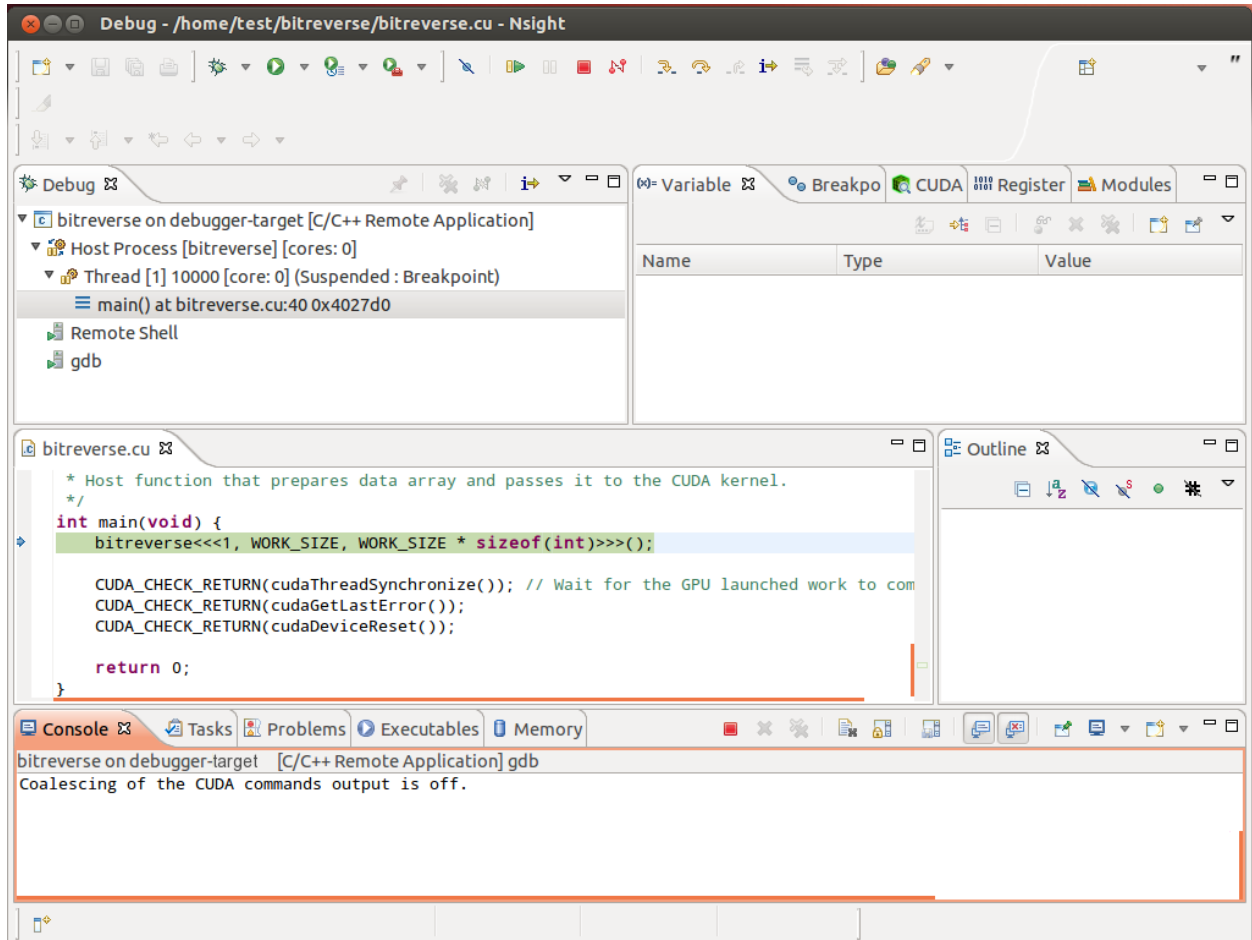 Debug - /home/test/bitreverse/bitreverse.cu - Nsight
Debug
bitreverse on debugger-target [C/C++ Remote Application]
Host Process [bitreverse] [cores: 0]
Thread [1] 10000 [core: 0] (Suspended : Breakpoint)
main() at bitreverse.cu:40 0x4027d0
Remote Shell
gdb
(x)= Variable Breakpo CUDA 1010 0101 Register Modules
Name Type Value
bitreverse.cu
* Host function that prepares data array and passes it to the CUDA kernel.
*/
int main(void) {
bitreverse<<<1, WORK_SIZE, WORK_SIZE * sizeof(int)>>>();
CUDA_CHECK_RETURN(cudaThreadSynchronize()); // Wait for the GPU launched work to com
CUDA_CHECK_RETURN(cudaGetLastError());
CUDA_CHECK_RETURN(cudaDeviceReset());
return 0;
}
Outline
Console Tasks Problems Executables Memory
bitreverse on debugger-target [C/C++ Remote Application] gdb
Coalescing of the CUDA commands output is off.